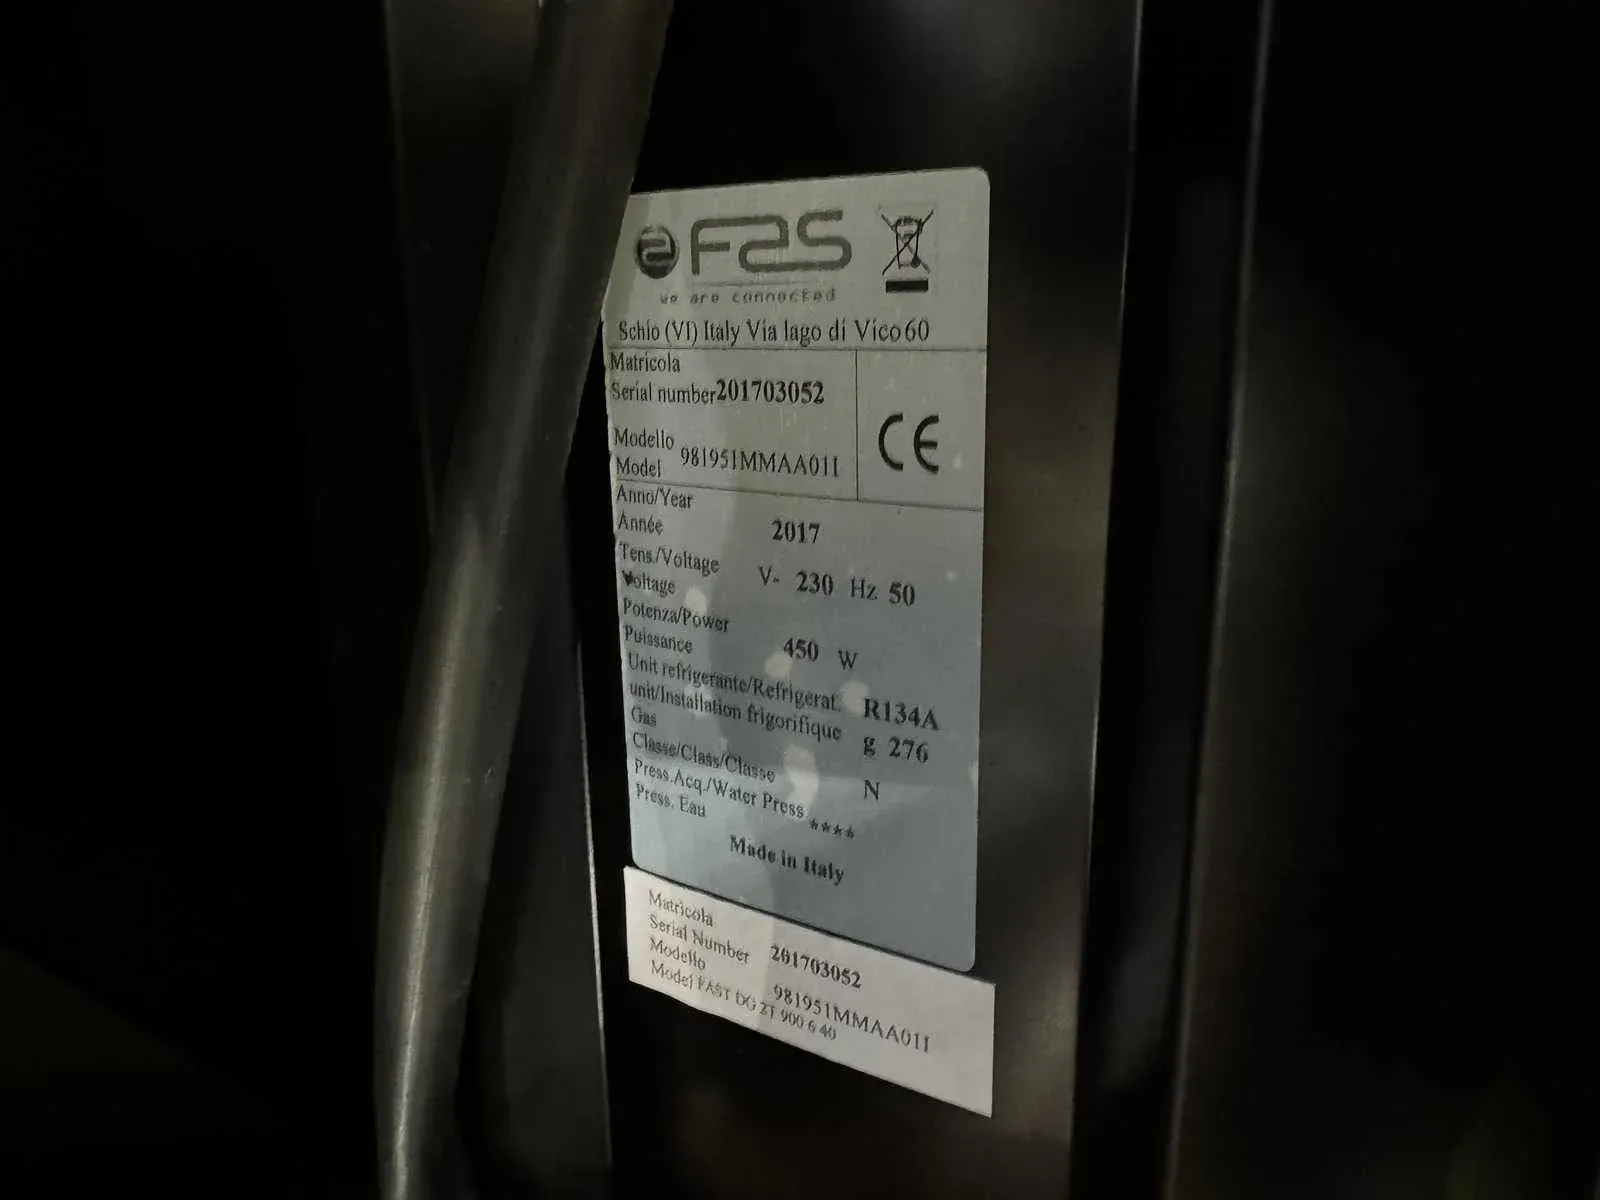 FAS
we are connected
Schio (VI) Italy Via lago di Vico 60
Matricola
Serial number 201703052
Modello
Model 981951MMAA01I
Anno/Year
Année 2017
Tens./Voltage
Voltage V~ 230 Hz 50
Potenza/Power
Puissance 450 W
Unit refrigerante/Refrigerat.
unit/Installation frigorifique R134A
Gas g 276
Classe/Class/Classe N
Press.Acq./Water Press
Press. Eau ****
Made in Italy
CE
Matricola
Serial Number 201703052
Modello 981951MMAA01I
Model FAST DG 2T 900 6 40